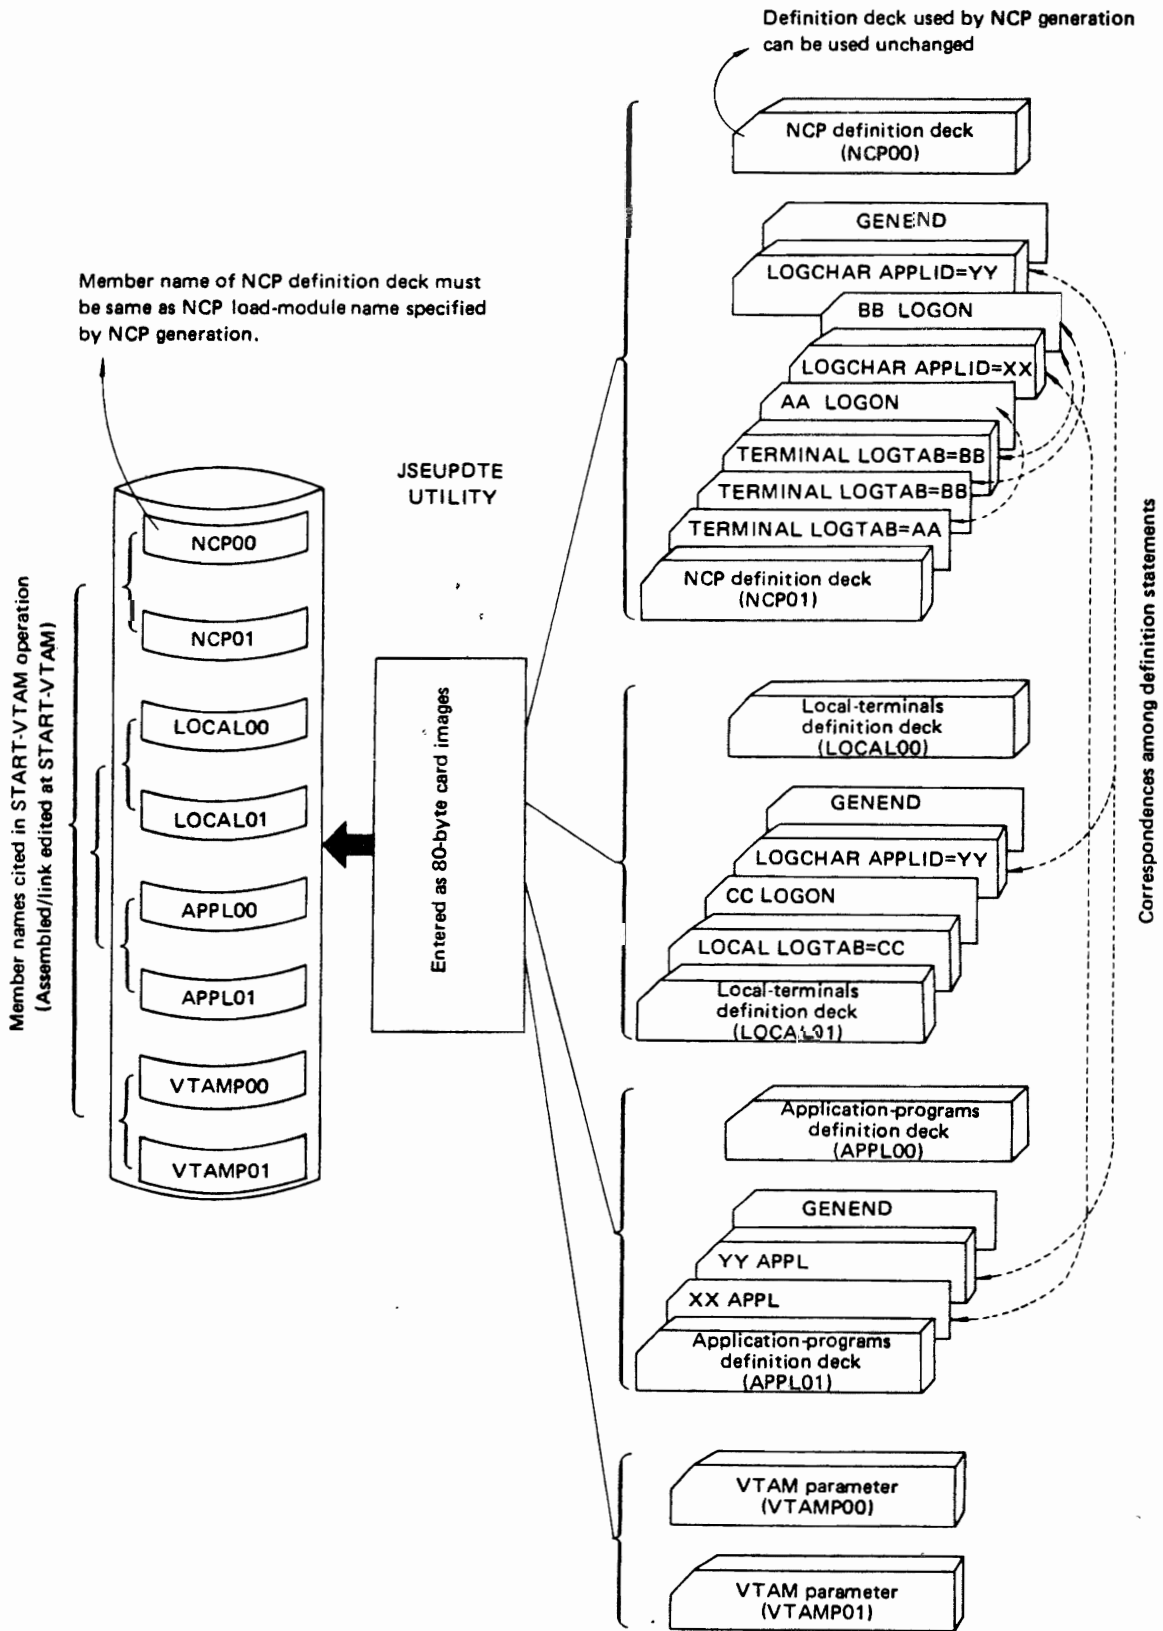 Definition deck used by NCP generation
can be used unchanged
NCP definition deck
(NCP00)
GENEND
LOGCHAR APPLID=YY
BB LOGON
LOGCHAR APPLID=XX
AA LOGON
TERMINAL LOGTAB=BB
TERMINAL LOGTAB=BB
TERMINAL LOGTAB=AA
NCP definition deck
(NCP01)
Member name of NCP definition deck must
be same as NCP load-module name specified
by NCP generation.
JSEUPDTE
UTILITY
NCP00
NCP01
LOCAL00
LOCAL01
APPL00
APPL01
VTAMP00
VTAMP01
Member names cited in START-VTAM operation
(Assembled/link edited at START-VTAM)
Entered as 80-byte card images
Local-terminals
definition deck
(LOCAL00)
GENEND
LOGCHAR APPLID=YY
CC LOGON
LOCAL LOGTAB=CC
Local-terminals
definition deck
(LOCAL01)
Application-programs
definition deck
(APPL00)
GENEND
YY APPL
XX APPL
Application-programs
definition deck
(APPL01)
VTAM parameter
(VTAMP00)
VTAM parameter
(VTAMP01)
Correspondences among definition statements